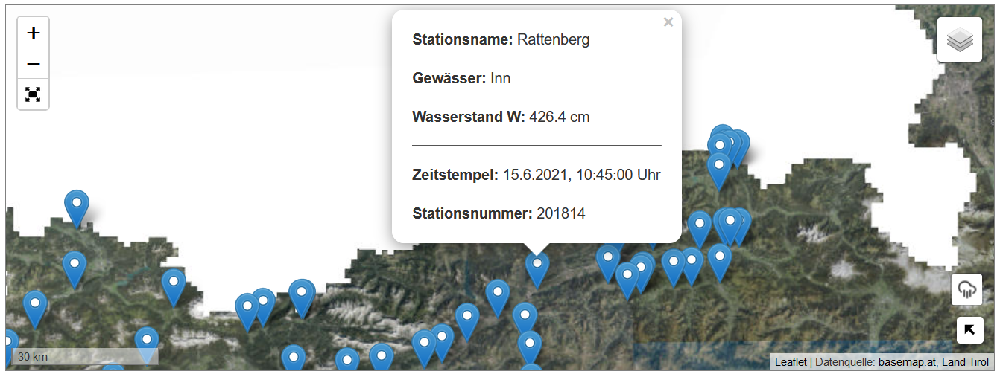 +
−
×
Stationsname: Rattenberg
Gewässer: Inn
Wasserstand W: 426.4 cm
Zeitstempel: 15.6.2021, 10:45:00 Uhr
Stationsnummer: 201814
30 km
Leaflet | Datenquelle: basemap.at, Land Tirol